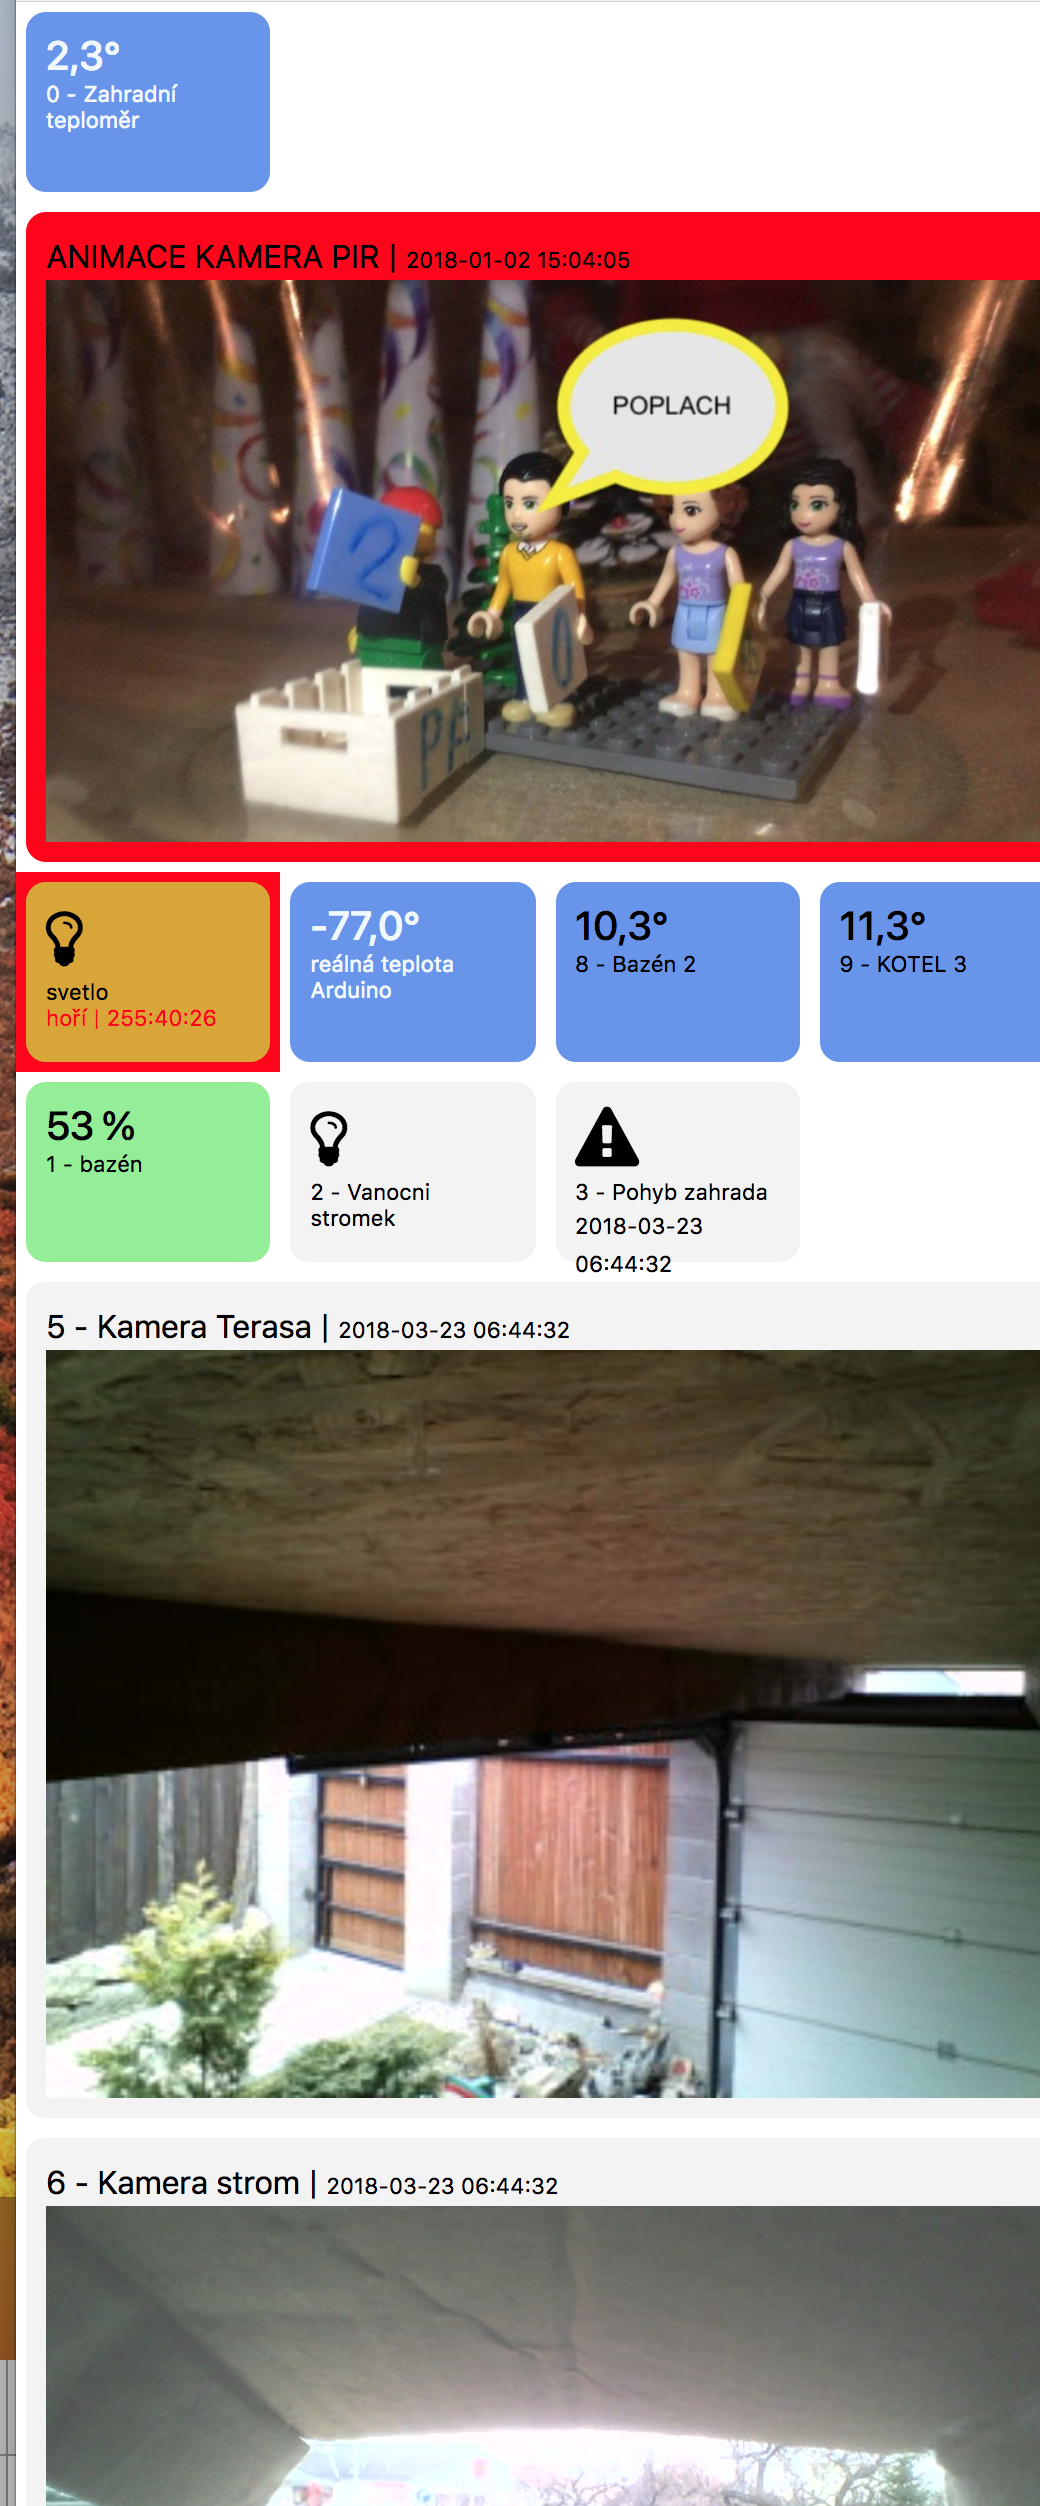 2,3°
0 - Zahradní
teploměr
ANIMACE KAMERA PIR | 2018-01-02 15:04:05
POPLACH
2
0
PF
svetlo
hoří | 255:40:26
-77,0°
reálná teplota
Arduino
10,3°
8 - Bazén 2
11,3°
9 - KOTEL 3
53 %
1 - bazén
2 - Vanocni
stromek
3 - Pohyb zahrada
2018-03-23
06:44:32
5 - Kamera Terasa | 2018-03-23 06:44:32
6 - Kamera strom | 2018-03-23 06:44:32